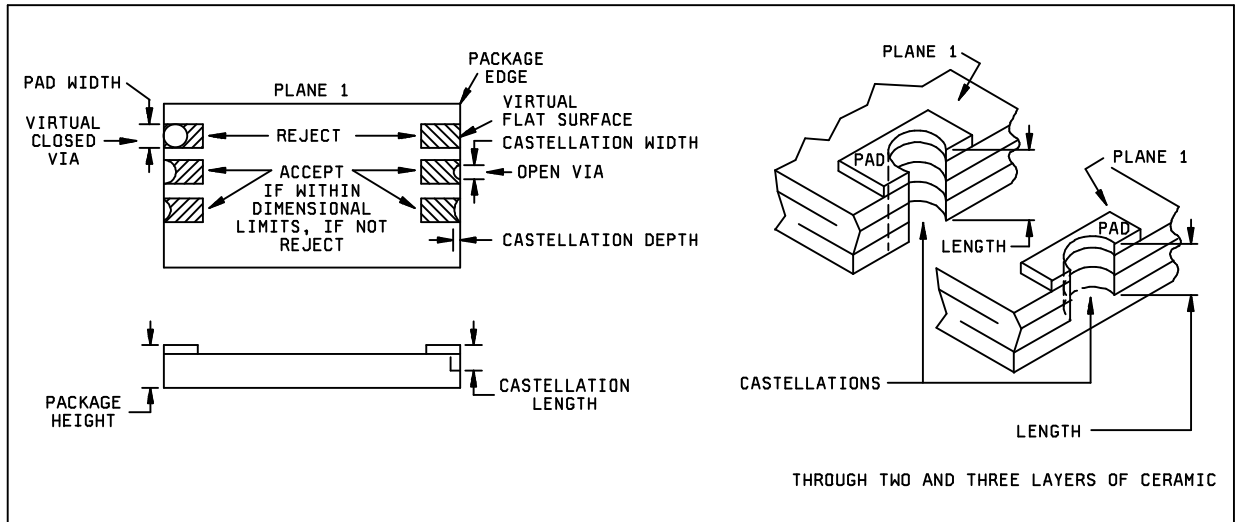 PLANE 1
PACKAGE
EDGE
PAD WIDTH
PLANE 1
VIRTUAL
FLAT SURFACE
VIRTUAL
CLOSED
VIA
REJECT
CASTELLATION WIDTH
ACCEPT
IF WITHIN
DIMENSIONAL
LIMITS, IF NOT
REJECT
OPEN VIA
CASTELLATION DEPTH
PAD
PLANE 1
LENGTH
PAD
PACKAGE
HEIGHT
CASTELLATION
LENGTH
CASTELLATIONS
LENGTH
THROUGH TWO AND THREE LAYERS OF CERAMIC